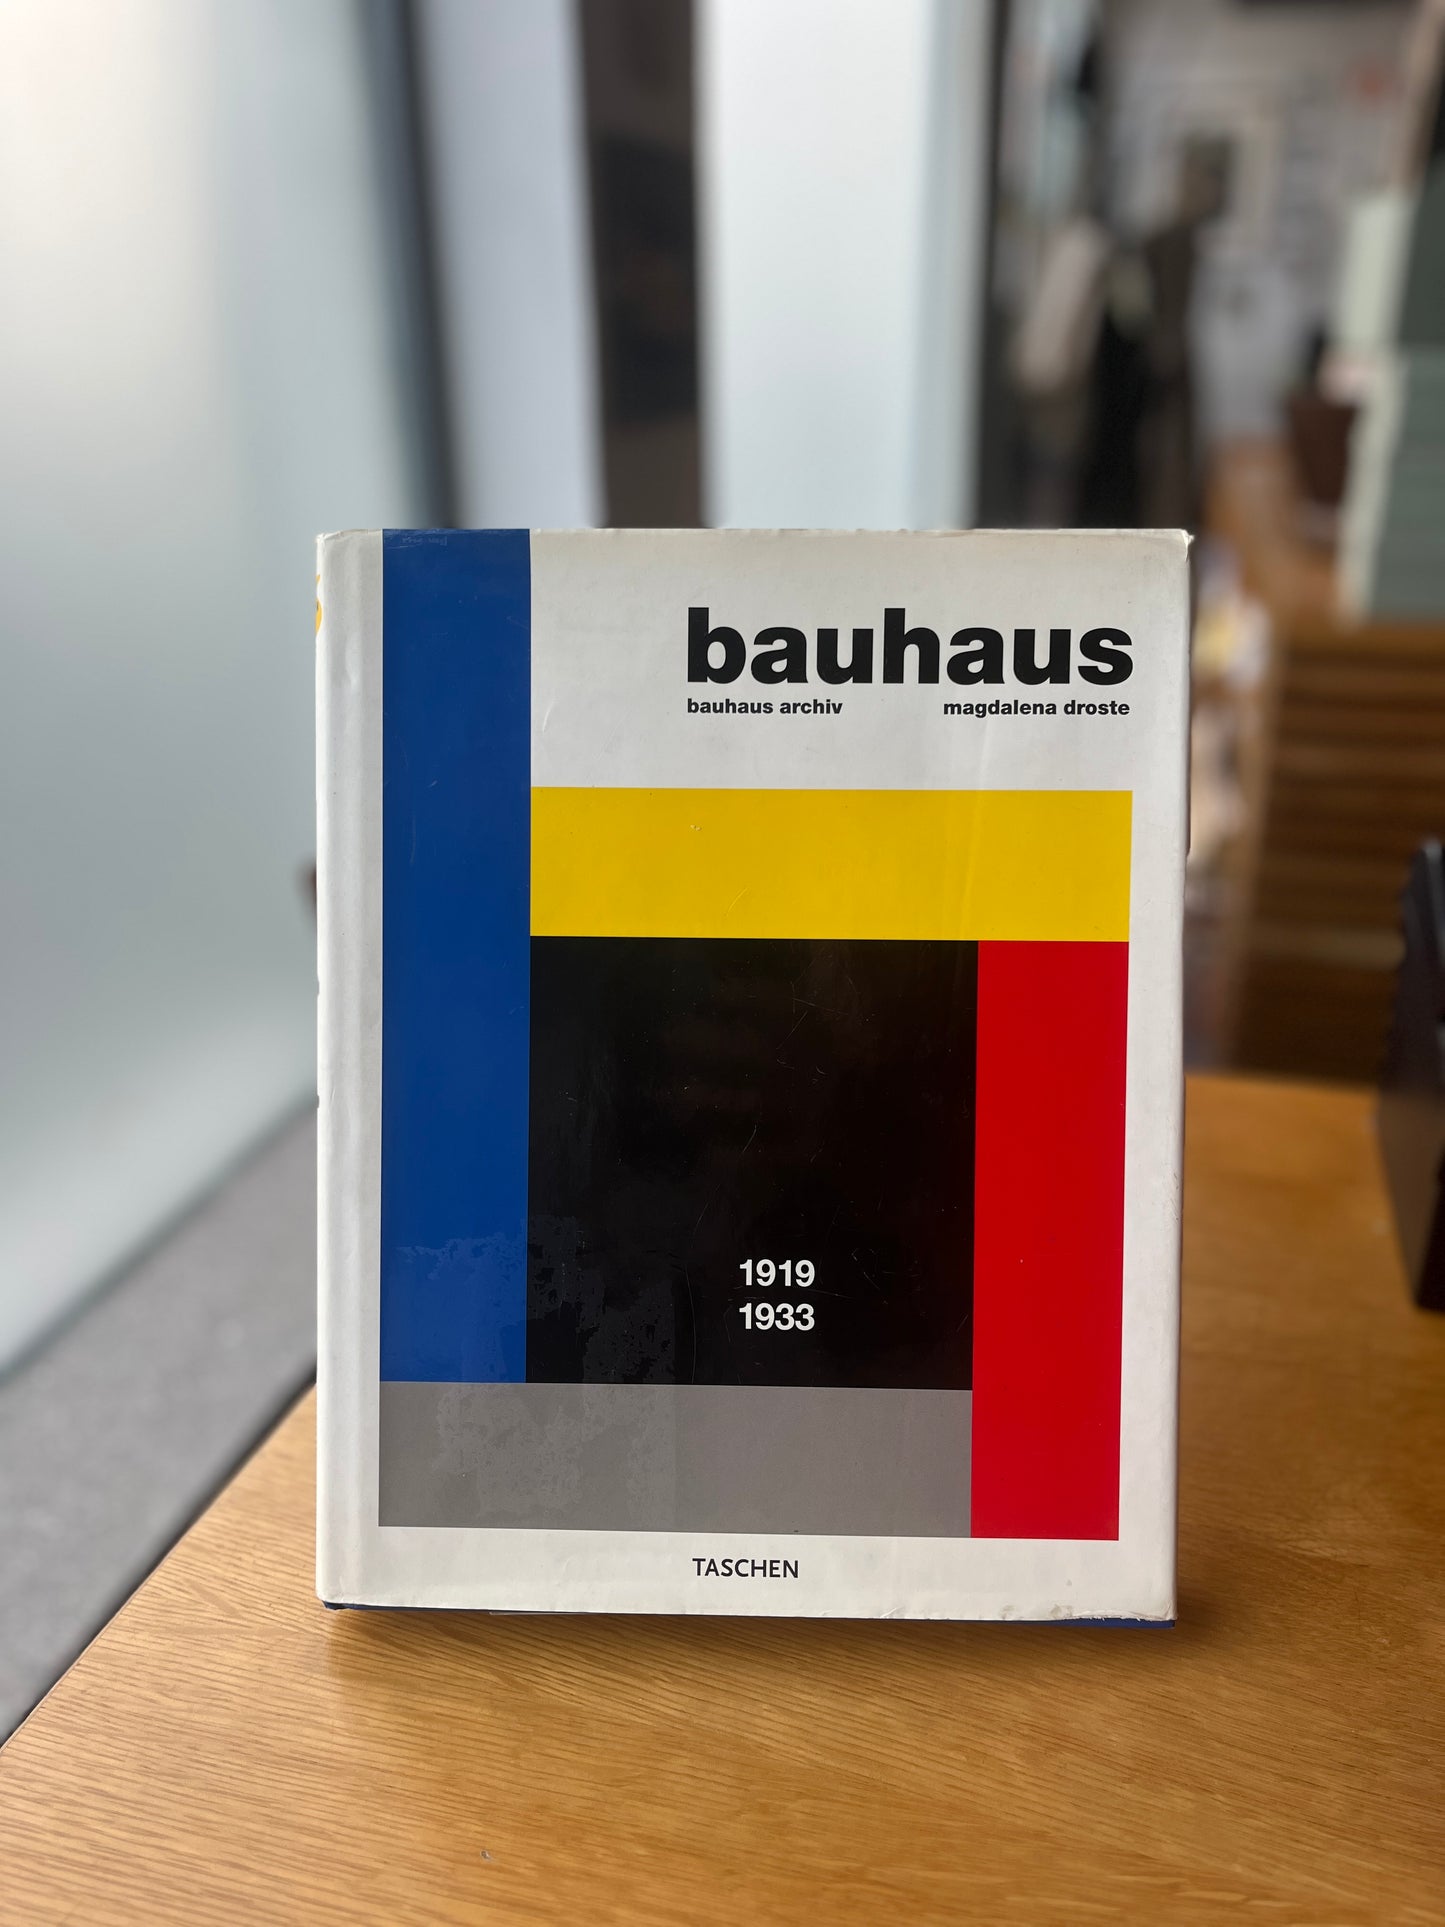 bauhaus
bauhaus archiv magdalena droste
1919
1933
TASCHEN